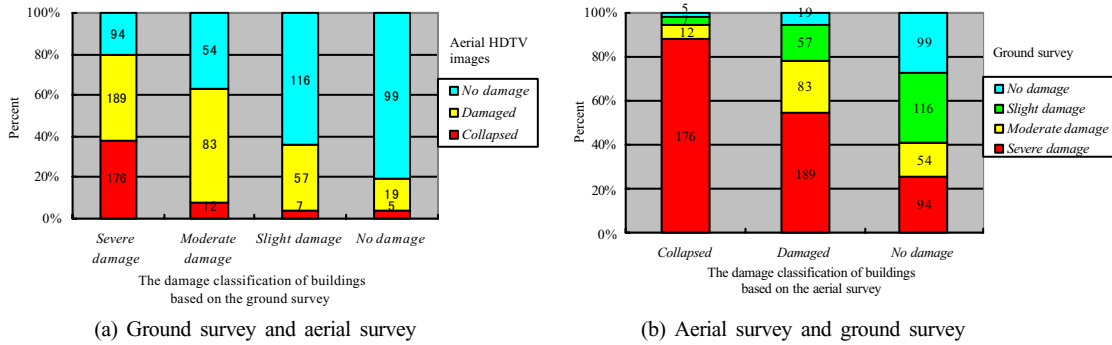 100%
80%
60%
40%
20%
0%
Percent
94
189
176
54
83
12
116
57
7
99
19
5
Severe
damage
Moderate
damage
Slight damage
No damage
The damage classification of buildings
based on the ground survey
Aerial HDTV
images
No damage
Damaged
Collapsed
(a) Ground survey and aerial survey
100%
80%
60%
40%
20%
0%
Percent
5
7
12
176
19
57
83
189
99
116
54
94
Collapsed
Damaged
No damage
The damage classification of buildings
based on the aerial survey
Ground survey
No damage
Slight damage
Moderate damage
Severe damage
(b) Aerial survey and ground survey